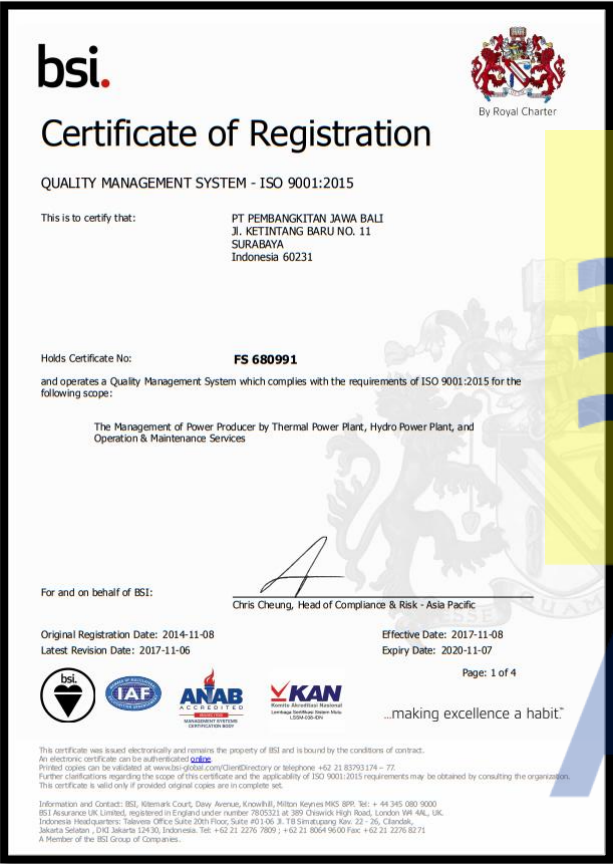 bsi.
By Royal Charter
Certificate of Registration
QUALITY MANAGEMENT SYSTEM - ISO 9001:2015
This is to certify that:
PT PEMBANGKITAN JAWA BALI
Jl. KETINTANG BARU NO. 11
SURABAYA
Indonesia 60231
Holds Certificate No:
FS 680991
and operates a Quality Management System which complies with the requirements of ISO 9001:2015 for the
following scope:
The Management of Power Producer by Thermal Power Plant, Hydro Power Plant, and
Operation & Maintenance Services
For and on behalf of BSI:
Chris Cheung, Head of Compliance & Risk - Asia Pacific
Original Registration Date: 2014-11-08
Effective Date: 2017-11-08
Latest Revision Date: 2017-11-06
Expiry Date: 2020-11-07
Page: 1 of 4
bsi.
IAF
ANAB
ACCREDITED
MANAGEMENT SYSTEMS
CERTIFICATION BODY
KAN
Komite Akreditasi Nasional
Lembaga Sertifikasi Sistem Mutu
LSSM-038-IDN
...making excellence a habit.™
This certificate was issued electronically and remains the property of BSI and is bound by the conditions of contract.
An electronic certificate can be authenticated online.
Printed copies can be validated at www.bsi-global.com/ClientDirectory or telephone +62 21 83793174 – 77.
Further clarifications regarding the scope of this certificate and the applicability of ISO 9001:2015 requirements may be obtained by consulting the organization.
This certificate is valid only if provided original copies are in complete set.
Information and Contact: BSI, Kitemark Court, Davy Avenue, Knowlhill, Milton Keynes MK5 8PP. Tel: + 44 345 080 9000
BSI Assurance UK Limited, registered in England under number 7805321 at 389 Chiswick High Road, London W4 4AL, UK.
Indonesia Headquarters: Talavera Office Suite 20th Floor, Suite #01-06 Jl. TB Simatupang Kav. 22 - 26, Cilandak,
Jakarta Selatan , DKI Jakarta 12430, Indonesia. Tel: +62 21 2276 7809 ; +62 21 8064 9600 Fax: +62 21 2276 8271
A Member of the BSI Group of Companies.